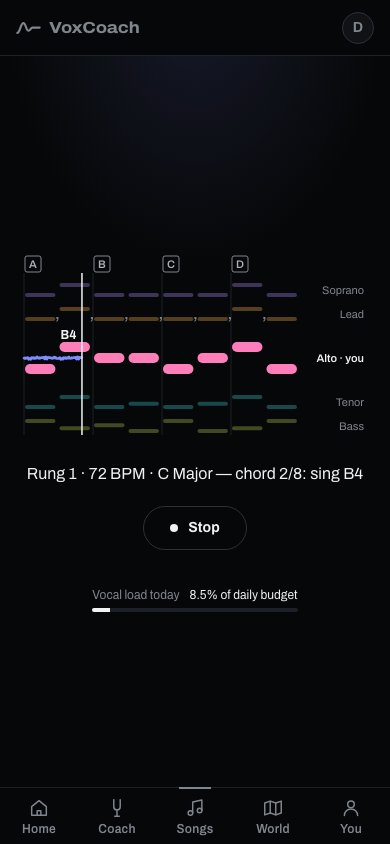 VoxCoach
D
A
B
C
D
Soprano
Lead
B4
Alto · you
Tenor
Bass
Rung 1 · 72 BPM · C Major — chord 2/8: sing B4
Stop
Vocal load today 8.5% of daily budget
Home Coach Songs World You